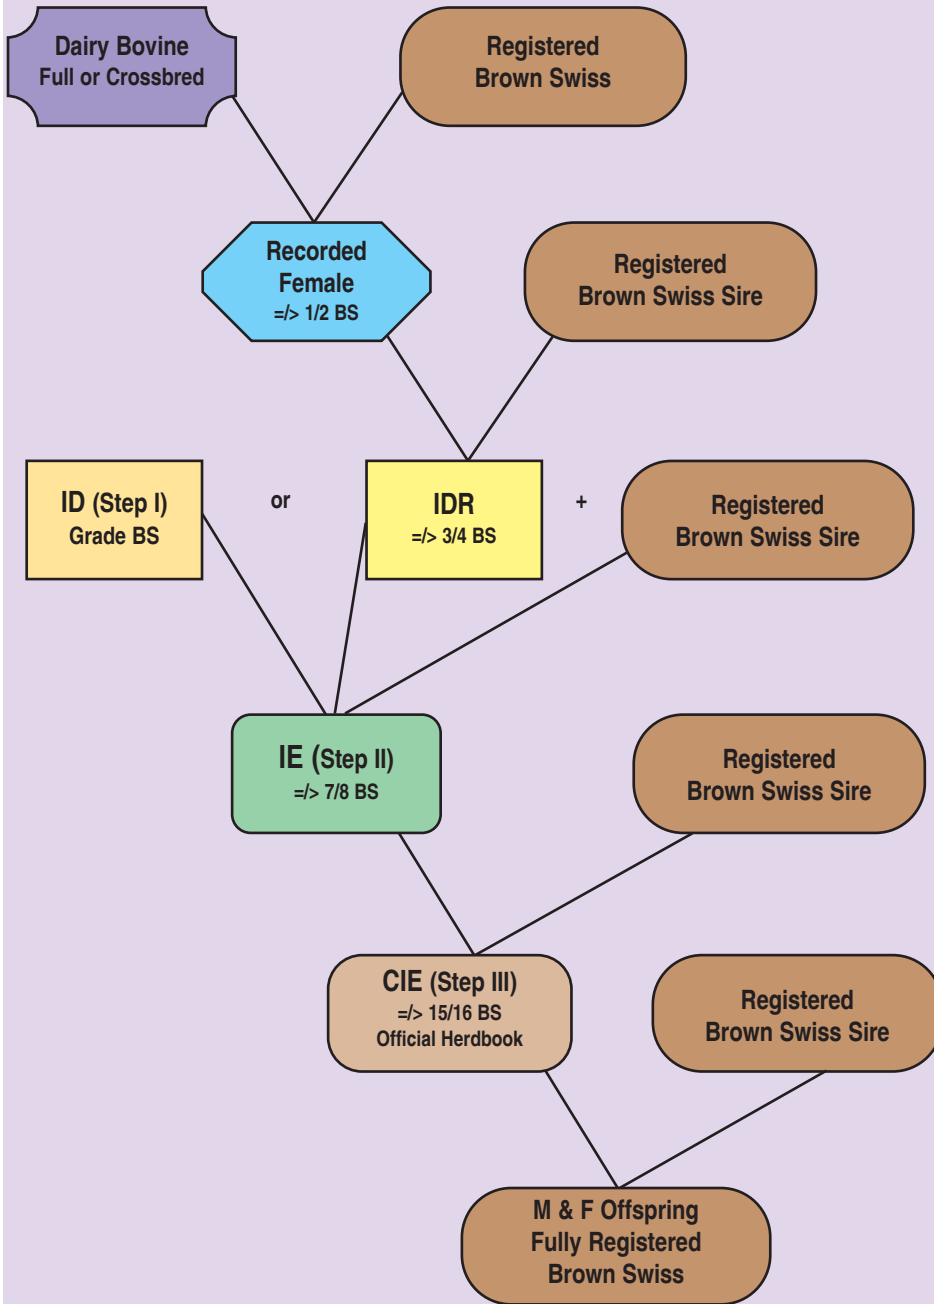 Dairy Bovine
Full or Crossbred
Registered
Brown Swiss
Recorded
Female
=/> 1/2 BS
Registered
Brown Swiss Sire
ID (Step I)
Grade BS
or
IDR
=/> 3/4 BS
+
Registered
Brown Swiss Sire
IE (Step II)
=/> 7/8 BS
Registered
Brown Swiss Sire
CIE (Step III)
=/> 15/16 BS
Official Herdbook
Registered
Brown Swiss Sire
M & F Offspring
Fully Registered
Brown Swiss